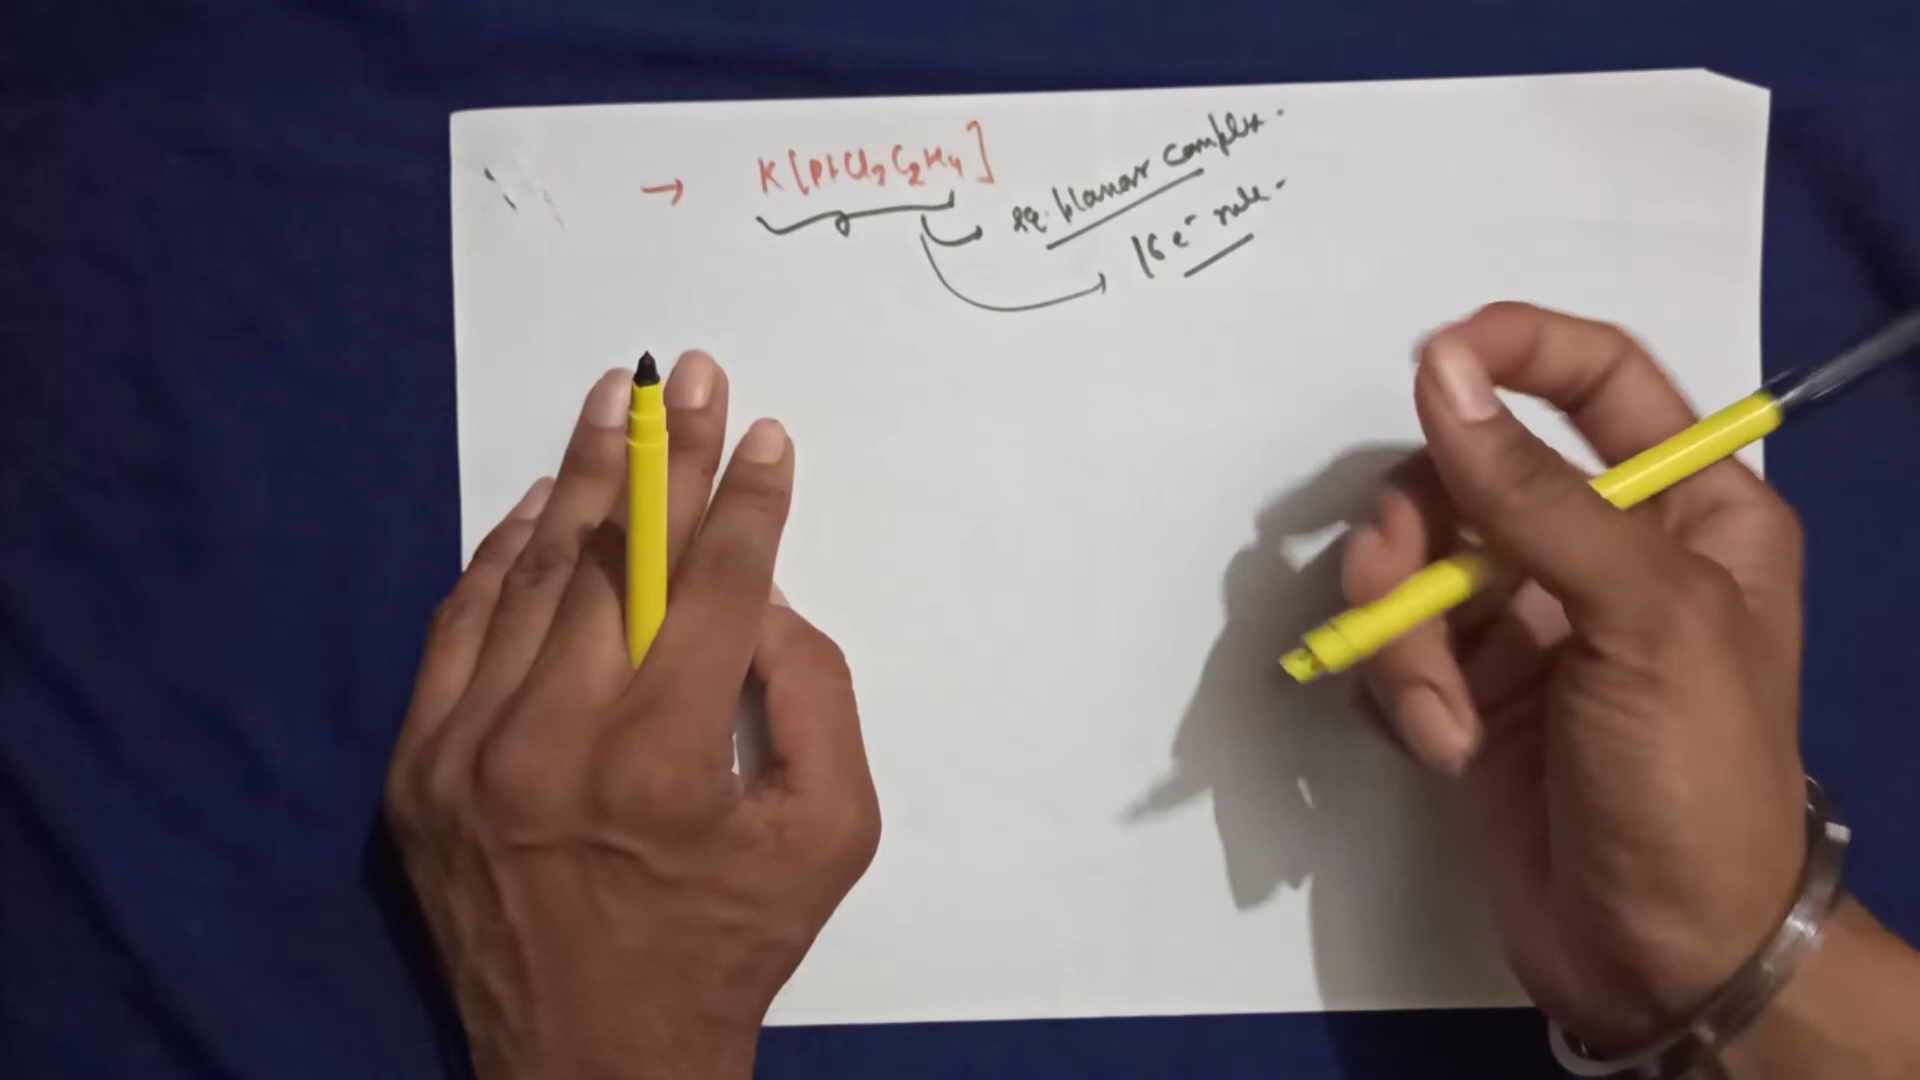 → K[PtCl₃C₂H₄]
sq. planar complex.
16 e⁻ rule.